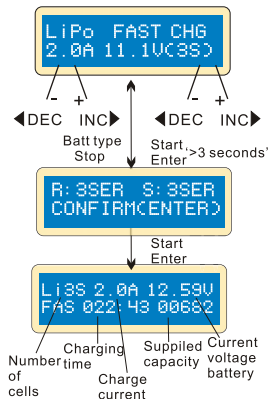 LiPo FAST CHG
2.0A 11.1V(3S)
- + - +
◀DEC INC▶ ◀DEC INC▶
Batt type
Stop
Start
Enter '>3 seconds'
R:3SER S:3SER
CONFIRM(ENTER)
Start
Enter
Li3S 2.0A 12.59V
FAS 022:43 00682
Number
of
cells
Charging
time
Charge
current
Suppiled
capacity
Current
voltage
battery